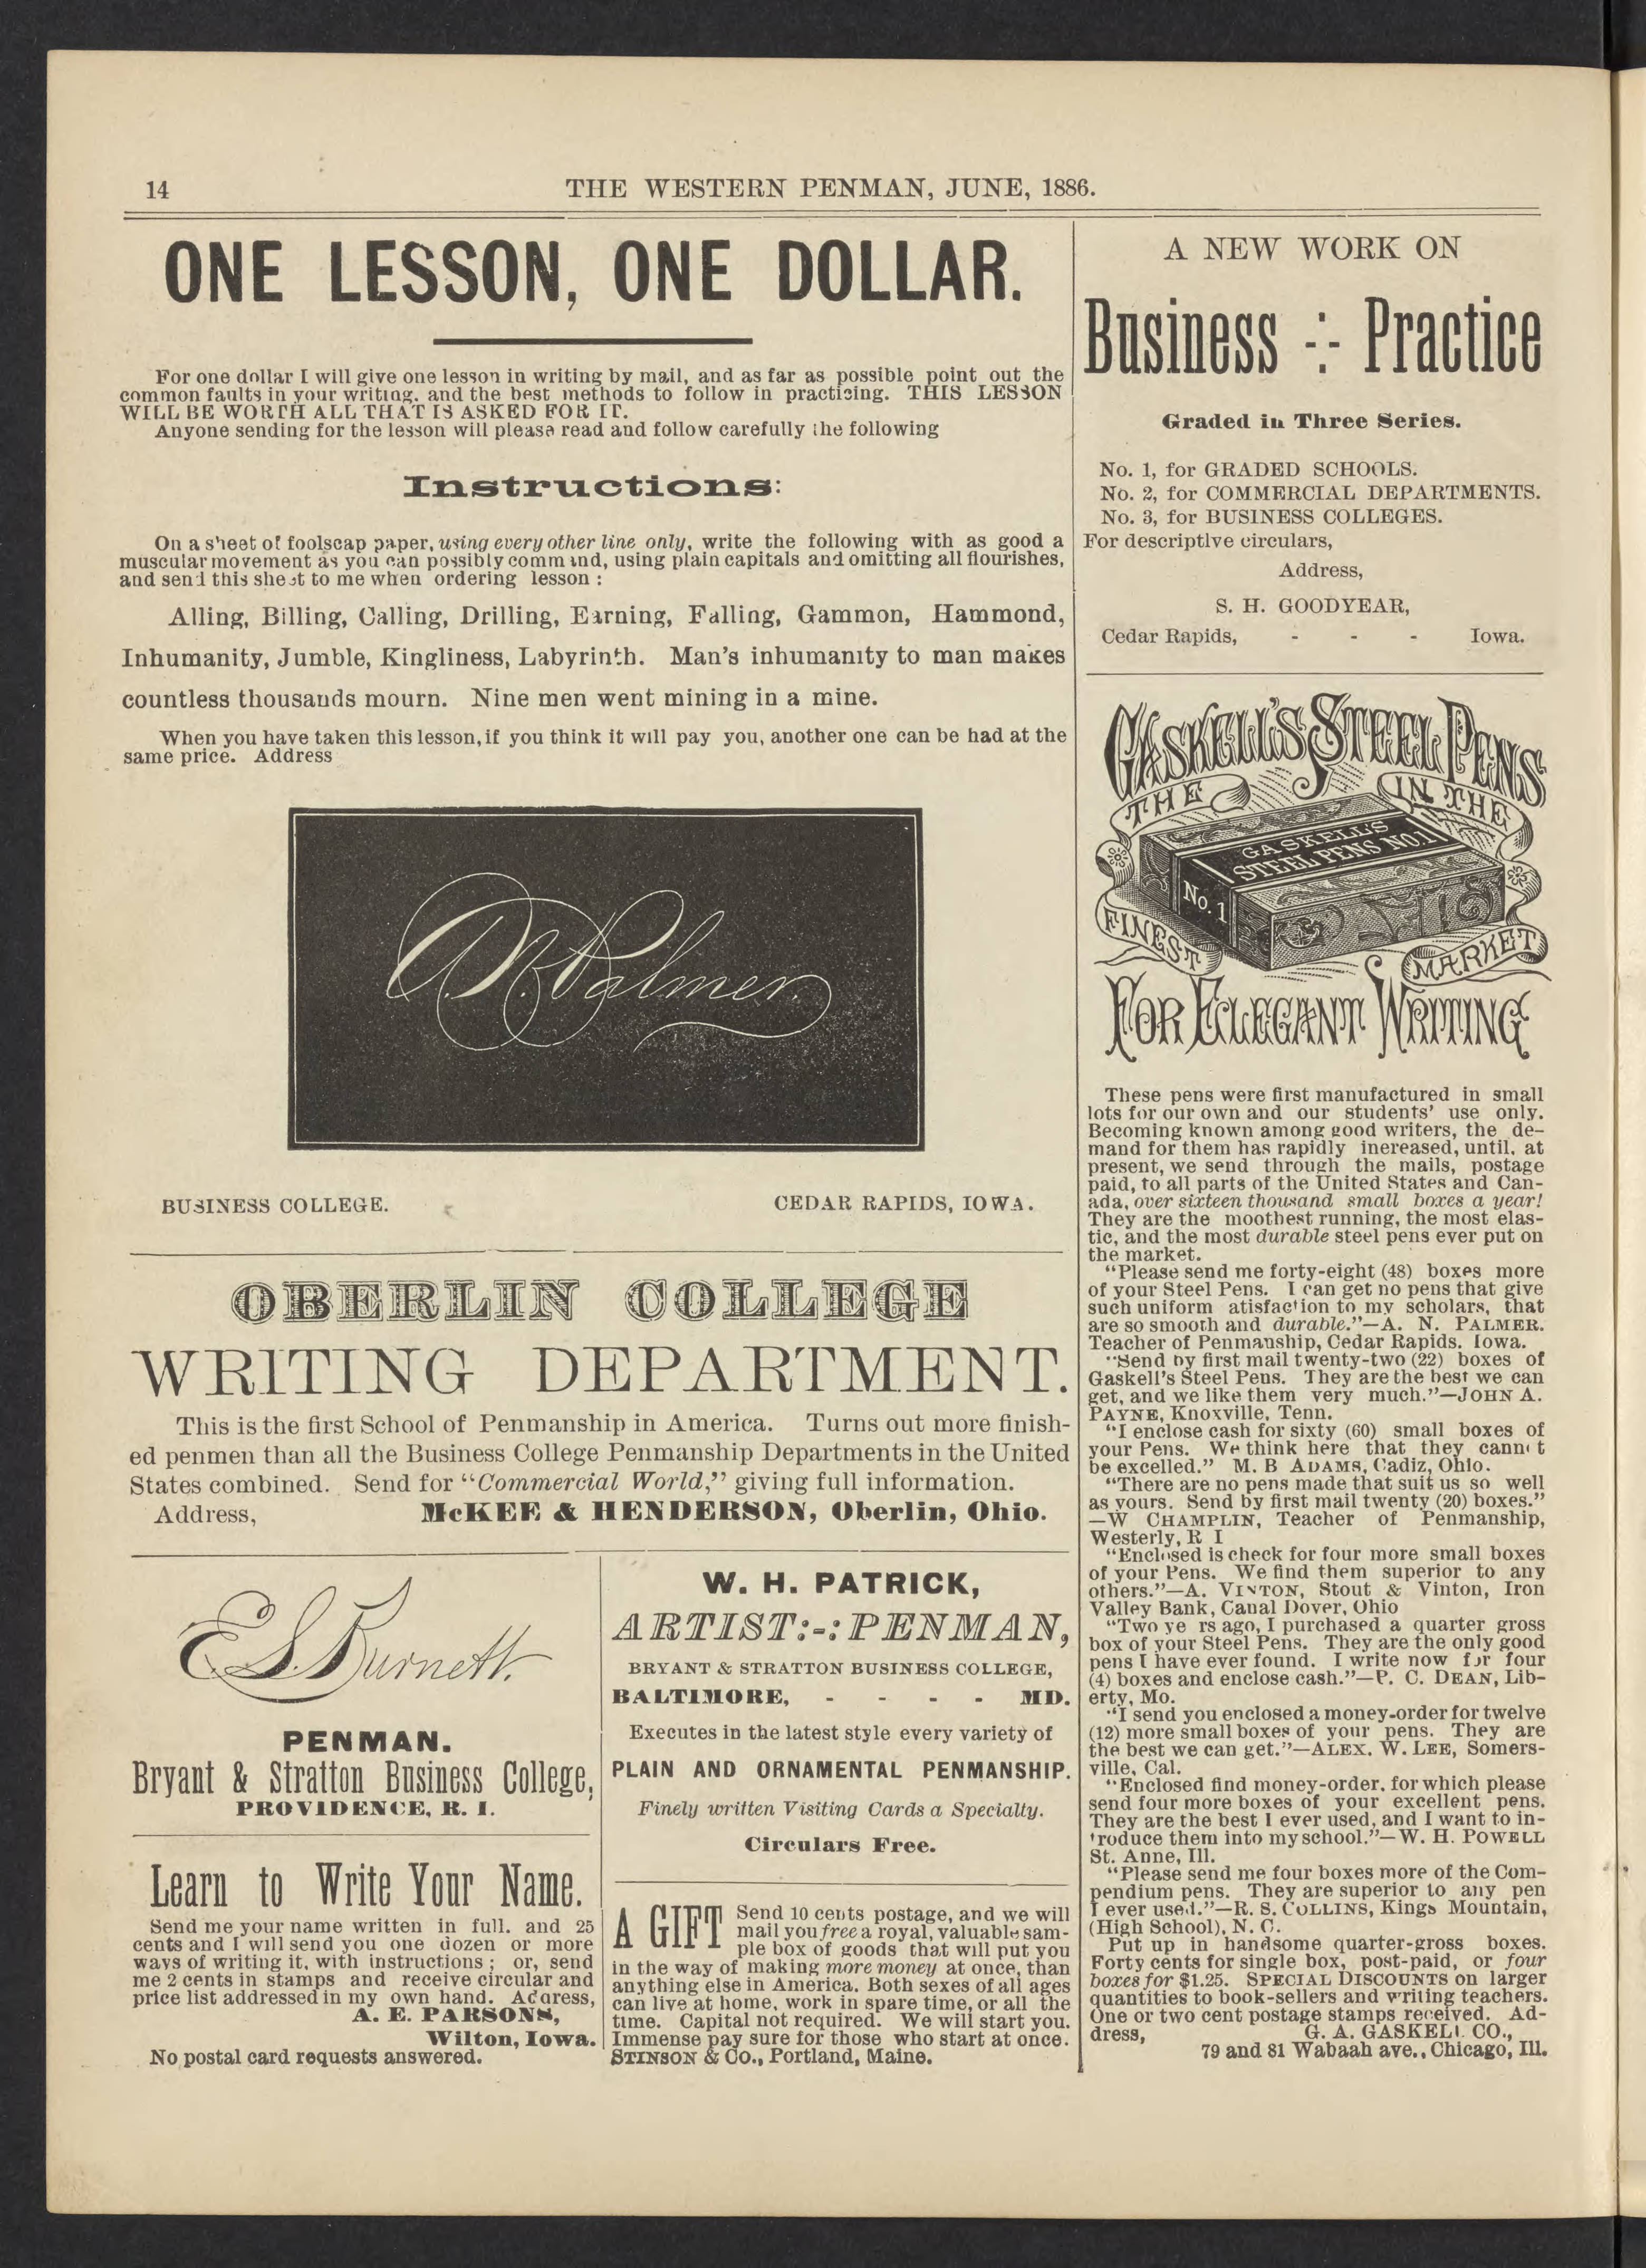 14
THE WESTERN PENMAN, JUNE, 1886.
ONE LESSON, ONE DOLLAR.
For one dollar I will give one lesson in writing by mail, and as far as possible point out the
common faults in your writing. and the best methods to follow in practicing. THIS LESSON
WILL BE WORTH ALL THAT IS ASKED FOR IT.
Anyone sending for the lesson will please read and follow carefully the following
Instructions:
On a sheet of foolscap paper, using every other line only, write the following with as good a
muscular movement as you can possibly command, using plain capitals and omitting all flourishes,
and send this sheet to me when ordering lesson :
Alling, Billing, Calling, Drilling, Earning, Falling, Gammon, Hammond,
Inhumanity, Jumble, Kingliness, Labyrinth. Man's inhumanity to man makes
countless thousands mourn. Nine men went mining in a mine.
When you have taken this lesson, if you think it will pay you, another one can be had at the
same price. Address
A. N. Palmer.
BUSINESS COLLEGE. CEDAR RAPIDS, IOWA.
OBERLIN COLLEGE
WRITING DEPARTMENT.
This is the first School of Penmanship in America. Turns out more finish-
ed penmen than all the Business College Penmanship Departments in the United
States combined. Send for "Commercial World," giving full information.
Address, McKEE & HENDERSON, Oberlin, Ohio.
E. S. Burnett.
PENMAN.
Bryant & Stratton Business College,
PROVIDENCE, R. I.
Learn to Write Your Name.
Send me your name written in full. and 25
cents and I will send you one dozen or more
ways of writing it, with instructions ; or, send
me 2 cents in stamps and receive circular and
price list addressed in my own hand. Address,
A. E. PARSONS,
Wilton, Iowa.
No postal card requests answered.
W. H. PATRICK,
ARTIST:-:PENMAN,
BRYANT & STRATTON BUSINESS COLLEGE,
BALTIMORE, - - - - MD.
Executes in the latest style every variety of
PLAIN AND ORNAMENTAL PENMANSHIP.
Finely written Visiting Cards a Specialty.
Circulars Free.
A GIFT Send 10 cents postage, and we will
mail you free a royal, valuable sam-
ple box of goods that will put you
in the way of making more money at once, than
anything else in America. Both sexes of all ages
can live at home, work in spare time, or all the
time. Capital not required. We will start you.
Immense pay sure for those who start at once.
STINSON & Co., Portland, Maine.
A NEW WORK ON
Business -:- Practice
Graded in Three Series.
No. 1, for GRADED SCHOOLS.
No. 2, for COMMERCIAL DEPARTMENTS.
No. 3, for BUSINESS COLLEGES.
For descriptive circulars,
Address,
S. H. GOODYEAR,
Cedar Rapids, - - - Iowa.
GASKELL'S STEEL PENS
THE
IN THE
GASKELL'S
STEEL PENS NO.1
No. 1
FINEST
MARKET
FOR ELEGANT WRITING
These pens were first manufactured in small
lots for our own and our students' use only.
Becoming known among good writers, the de-
mand for them has rapidly inereased, until, at
present, we send through the mails, postage
paid, to all parts of the United States and Can-
ada, over sixteen thousand small boxes a year!
They are the moothest running, the most elas-
tic, and the most durable steel pens ever put on
the market.
"Please send me forty-eight (48) boxes more
of your Steel Pens. I can get no pens that give
such uniform atisfaction to my scholars, that
are so smooth and durable."—A. N. PALMER.
Teacher of Penmanship, Cedar Rapids. Iowa.
"Send by first mail twenty-two (22) boxes of
Gaskell's Steel Pens. They are the best we can
get, and we like them very much."—JOHN A.
PAYNE, Knoxville, Tenn.
"I enclose cash for sixty (60) small boxes of
your Pens. We think here that they cannot
be excelled." M. B ADAMS, Cadiz, Ohio.
"There are no pens made that suit us so well
as yours. Send by first mail twenty (20) boxes."
—W CHAMPLIN, Teacher of Penmanship,
Westerly, R I
"Enclosed is check for four more small boxes
of your Pens. We find them superior to any
others."—A. VINTON, Stout & Vinton, Iron
Valley Bank, Canal Dover, Ohio
"Two ye rs ago, I purchased a quarter gross
box of your Steel Pens. They are the only good
pens I have ever found. I write now for four
(4) boxes and enclose cash."—P. C. DEAN, Lib-
erty, Mo.
"I send you enclosed a money-order for twelve
(12) more small boxes of your pens. They are
the best we can get."—ALEX. W. LEE, Somers-
ville, Cal.
"Enclosed find money-order, for which please
send four more boxes of your excellent pens.
They are the best I ever used, and I want to in-
troduce them into my school."—W. H. POWELL
St. Anne, Ill.
"Please send me four boxes more of the Com-
pendium pens. They are superior to any pen
I ever used."—R. S. COLLINS, Kings Mountain,
(High School), N. C.
Put up in handsome quarter-gross boxes.
Forty cents for single box, post-paid, or four
boxes for $1.25. SPECIAL DISCOUNTS on larger
quantities to book-sellers and writing teachers.
One or two cent postage stamps received. Ad-
dress, G. A. GASKELL CO.,
79 and 81 Wabaah ave., Chicago, Ill.